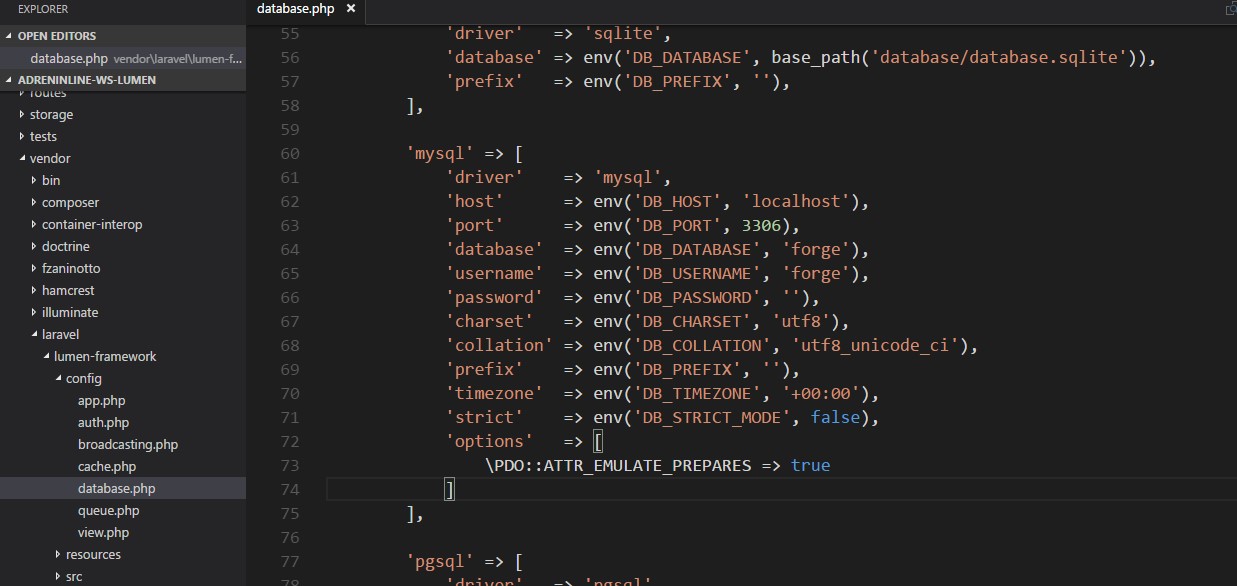 EXPLORER
OPEN EDITORS
database.php vendor\laravel\lumen-f...
ADRENINLINE-WS-LUMEN
routes
storage
tests
vendor
bin
composer
container-interop
doctrine
fzaninotto
hamcrest
illuminate
laravel
lumen-framework
config
app.php
auth.php
broadcasting.php
cache.php
database.php
queue.php
view.php
resources
src
database.php ×
55 'driver' => 'sqlite',
56 'database' => env('DB_DATABASE', base_path('database/database.sqlite')),
57 'prefix' => env('DB_PREFIX', ''),
58 ],
59
60 'mysql' => [
61 'driver' => 'mysql',
62 'host' => env('DB_HOST', 'localhost'),
63 'port' => env('DB_PORT', 3306),
64 'database' => env('DB_DATABASE', 'forge'),
65 'username' => env('DB_USERNAME', 'forge'),
66 'password' => env('DB_PASSWORD', ''),
67 'charset' => env('DB_CHARSET', 'utf8'),
68 'collation' => env('DB_COLLATION', 'utf8_unicode_ci'),
69 'prefix' => env('DB_PREFIX', ''),
70 'timezone' => env('DB_TIMEZONE', '+00:00'),
71 'strict' => env('DB_STRICT_MODE', false),
72 'options' => [
73 \PDO::ATTR_EMULATE_PREPARES => true
74 ]
75 ],
76
77 'pgsql' => [
78 'driver' => 'pgsql'